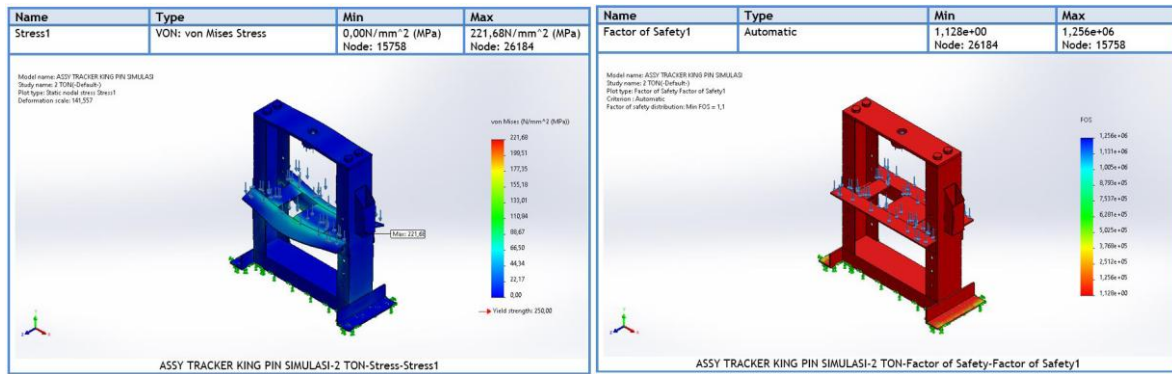 Name Type Min Max
Stress1 VON: von Mises Stress 0,00N/mm^2 (MPa) 221,68N/mm^2 (MPa)
Node: 15758 Node: 26184
Model name: ASSY TRACKER KING PIN SIMULASI
Study name: 2 TON(-Default-)
Plot type: Static nodal stress Stress1
Deformation scale: 141,557
von Mises (N/mm^2 (MPa))
221,68
199,51
177,35
155,18
133,01
110,84
88,67
66,50
44,34
22,17
0,00
Yield strength: 250,00
Max: 221,68
ASSY TRACKER KING PIN SIMULASI-2 TON-Stress-Stress1
Name Type Min Max
Factor of Safety1 Automatic 1,128e+00 1,256e+06
Node: 26184 Node: 15758
Model name: ASSY TRACKER KING PIN SIMULASI
Study name: 2 TON(-Default-)
Plot type: Factor of Safety Factor of Safety1
Criterion : Automatic
Factor of safety distribution: Min FOS = 1,1
FOS
1,256e+06
1,131e+06
1,005e+06
8,793e+05
7,537e+05
6,281e+05
5,025e+05
3,768e+05
2,512e+05
1,256e+05
1,128e+00
ASSY TRACKER KING PIN SIMULASI-2 TON-Factor of Safety-Factor of Safety1